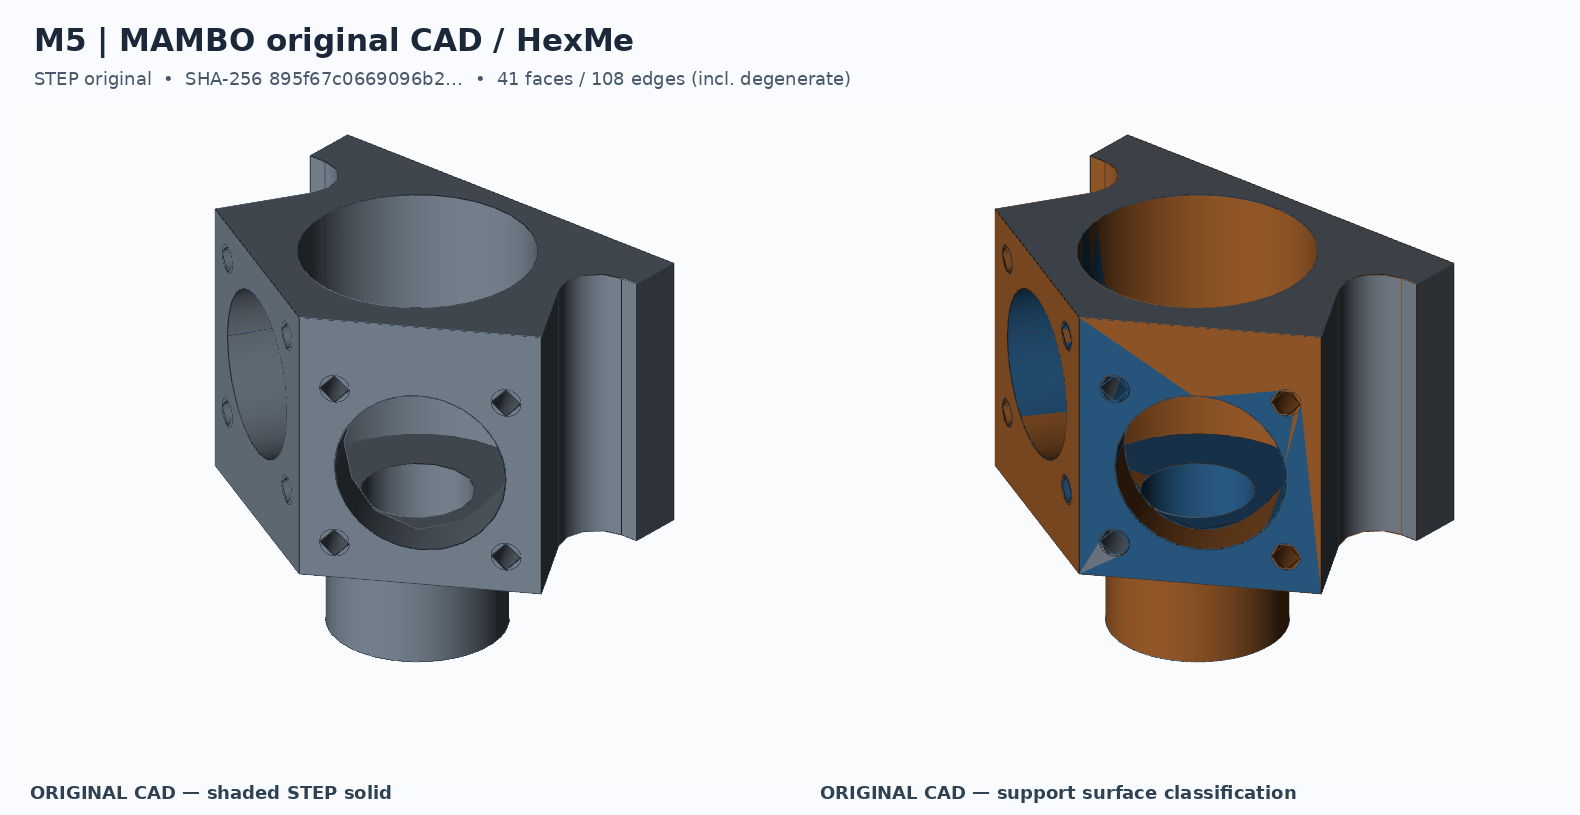 M5 | MAMBO original CAD / HexMe
STEP original • SHA-256 895f67c0669096b2... • 41 faces / 108 edges (incl. degenerate)
ORIGINAL CAD — shaded STEP solid
ORIGINAL CAD — support surface classification